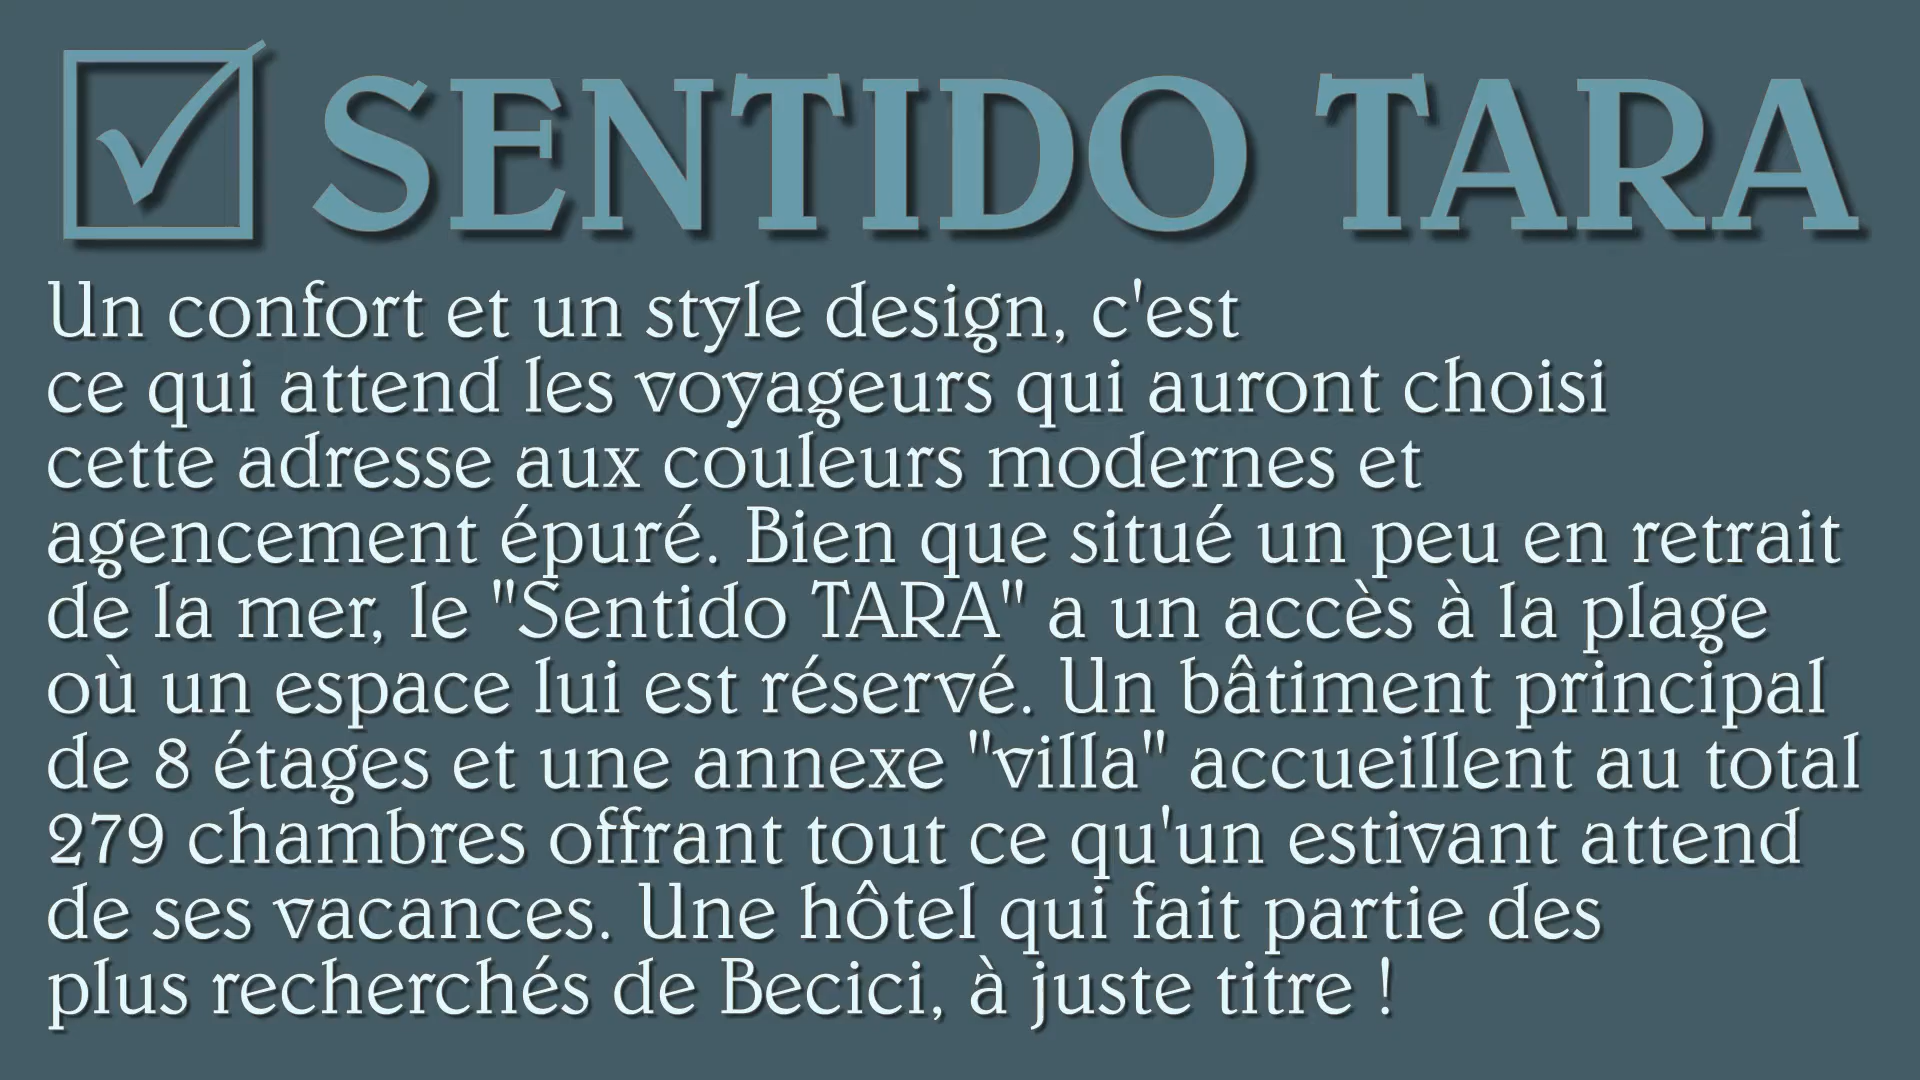 SENTIDO TARA
Un confort et un style design, c'est
ce qui attend les voyageurs qui auront choisi
cette adresse aux couleurs modernes et
agencement épuré. Bien que situé un peu en retrait
de la mer, le "Sentido TARA" a un accès à la plage
où un espace lui est réservé. Un bâtiment principal
de 8 étages et une annexe "villa" accueillent au total
279 chambres offrant tout ce qu'un estivant attend
de ses vacances. Une hôtel qui fait partie des
plus recherchés de Becici, à juste titre !